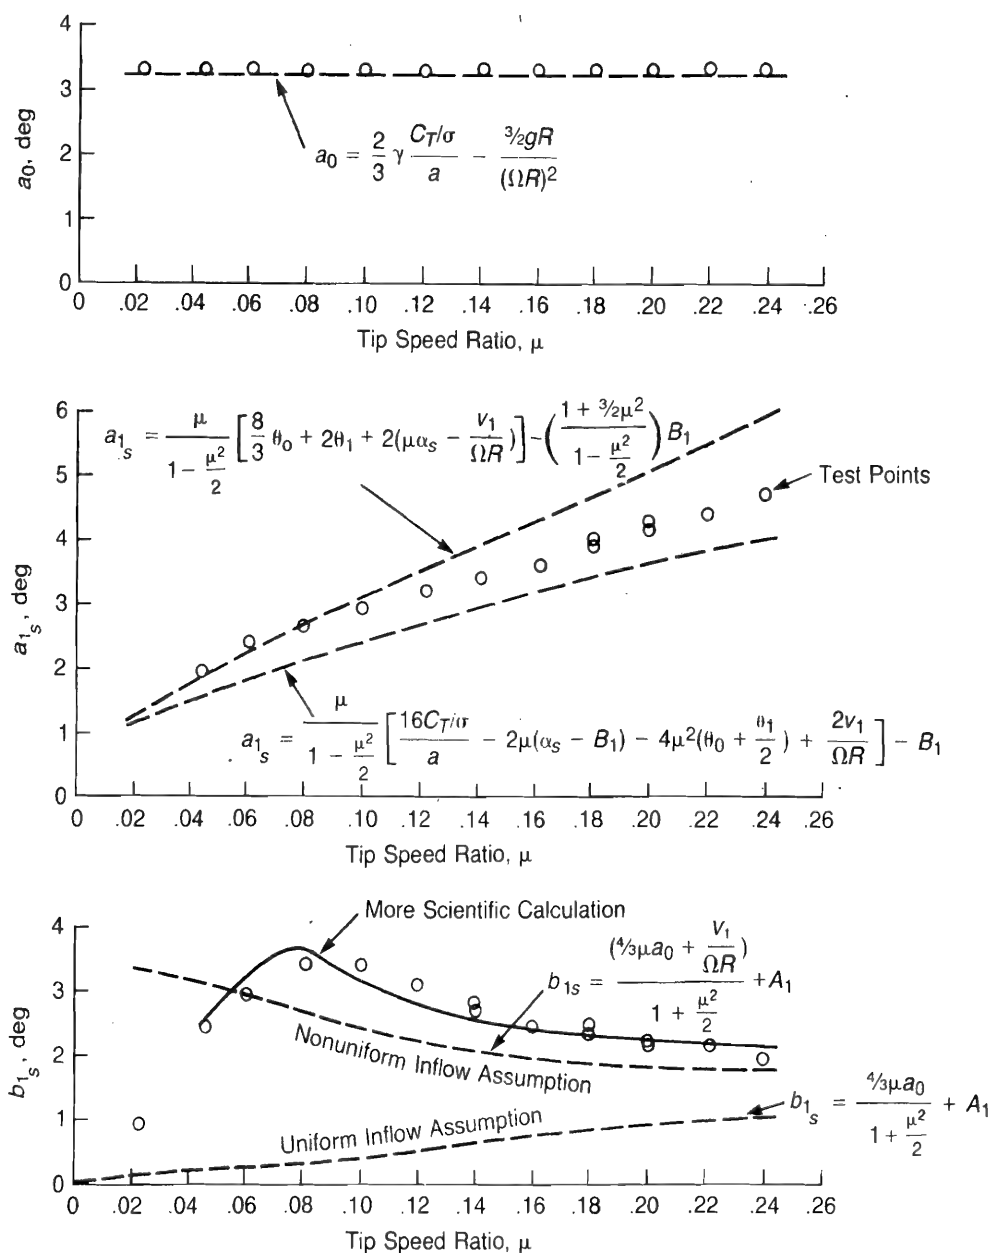 4
3
2
1
0
a₀, deg
a₀ = 2/3 γ (C_T/σ)/a − (3/2gR)/(ΩR)²
0 .02 .04 .06 .08 .10 .12 .14 .16 .18 .20 .22 .24 .26
Tip Speed Ratio, μ
6
5
4
3
2
1
0
a₁ₛ, deg
a₁ₛ = μ/(1 − μ²/2) [8/3 θ₀ + 2θ₁ + 2(μαₛ − v₁/ΩR)] − ((1 + 3/2μ²)/(1 − μ²/2)) B₁
Test Points
a₁ₛ = μ/(1 − μ²/2) [16C_T/σ/a − 2μ(αₛ − B₁) − 4μ²(θ₀ + θ₁/2) + 2v₁/ΩR] − B₁
0 .02 .04 .06 .08 .10 .12 .14 .16 .18 .20 .22 .24 .26
Tip Speed Ratio, μ
4
3
2
1
0
b₁ₛ, deg
More Scientific Calculation
b₁ₛ = (4/3μa₀ + v₁/ΩR)/(1 + μ²/2) + A₁
Nonuniform Inflow Assumption
Uniform Inflow Assumption
b₁ₛ = 4/3μa₀/(1 + μ²/2) + A₁
0 .02 .04 .06 .08 .10 .12 .14 .16 .18 .20 .22 .24 .26
Tip Speed Ratio, μ